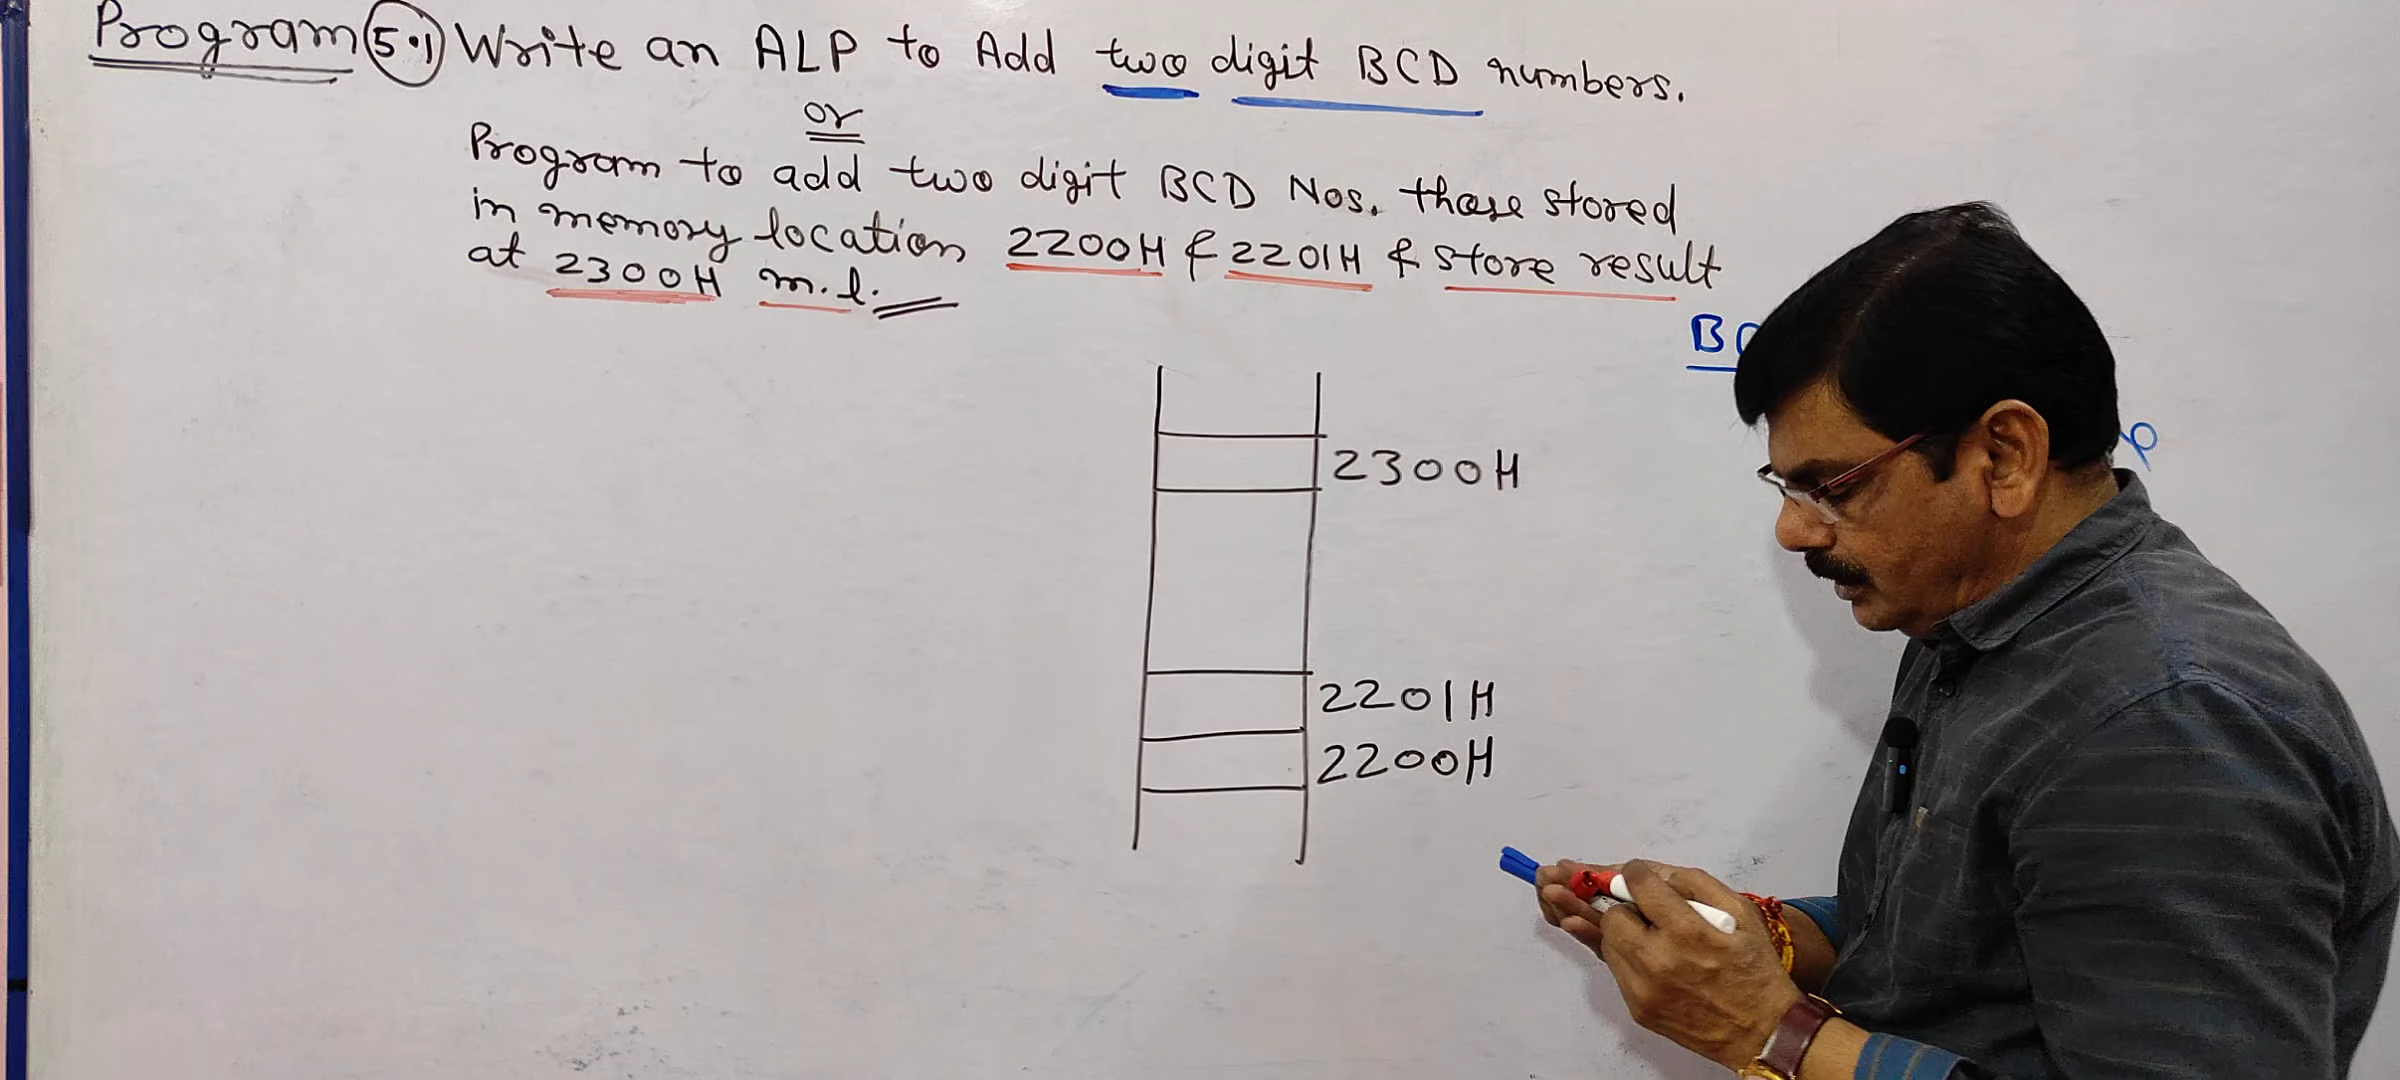 Program 5.1 Write an ALP to Add two digit BCD numbers.
or
Program to add two digit BCD Nos. those stored
in memory location 2200H & 2201H & store result
at 2300H m.l.
2300H
2201H
2200H